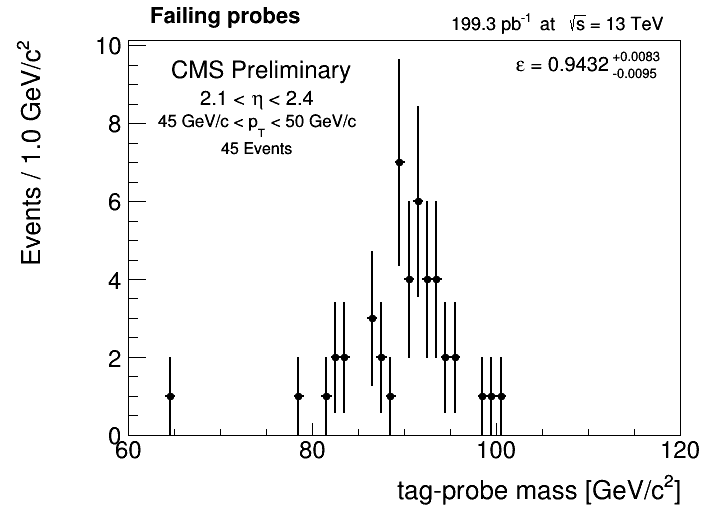 Failing probes
199.3 pb⁻¹ at √s = 13 TeV
CMS Preliminary
ε = 0.9432 +0.0083 -0.0095
2.1 < η < 2.4
45 GeV/c < p_T < 50 GeV/c
45 Events
Events / 1.0 GeV/c²
10
8
6
4
2
0
60 80 100 120
tag-probe mass [GeV/c²]